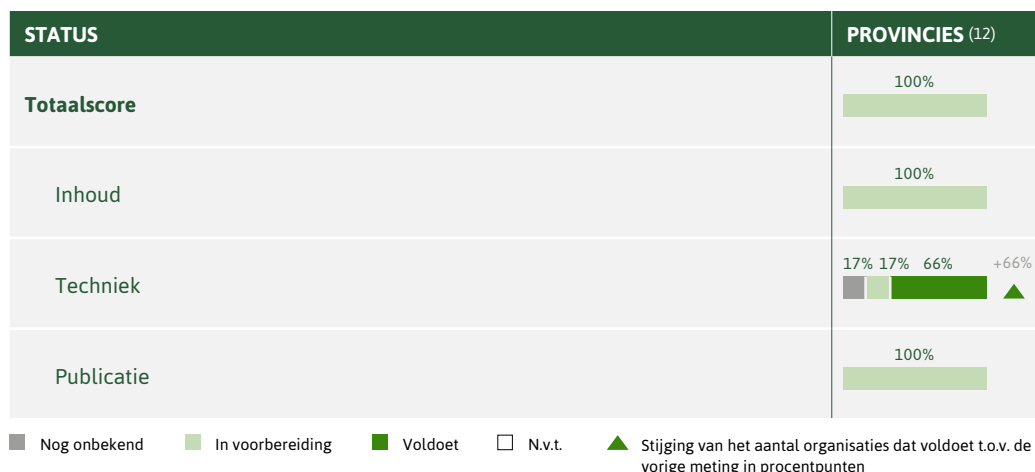 STATUS PROVINCIES (12)
100%
Totaalscore
100%
Inhoud
17% 17% 66% +66%
Techniek
100%
Publicatie
Nog onbekend In voorbereiding Voldoet N.v.t. Stijging van het aantal organisaties dat voldoet t.o.v. de
vorige meting in procentpunten